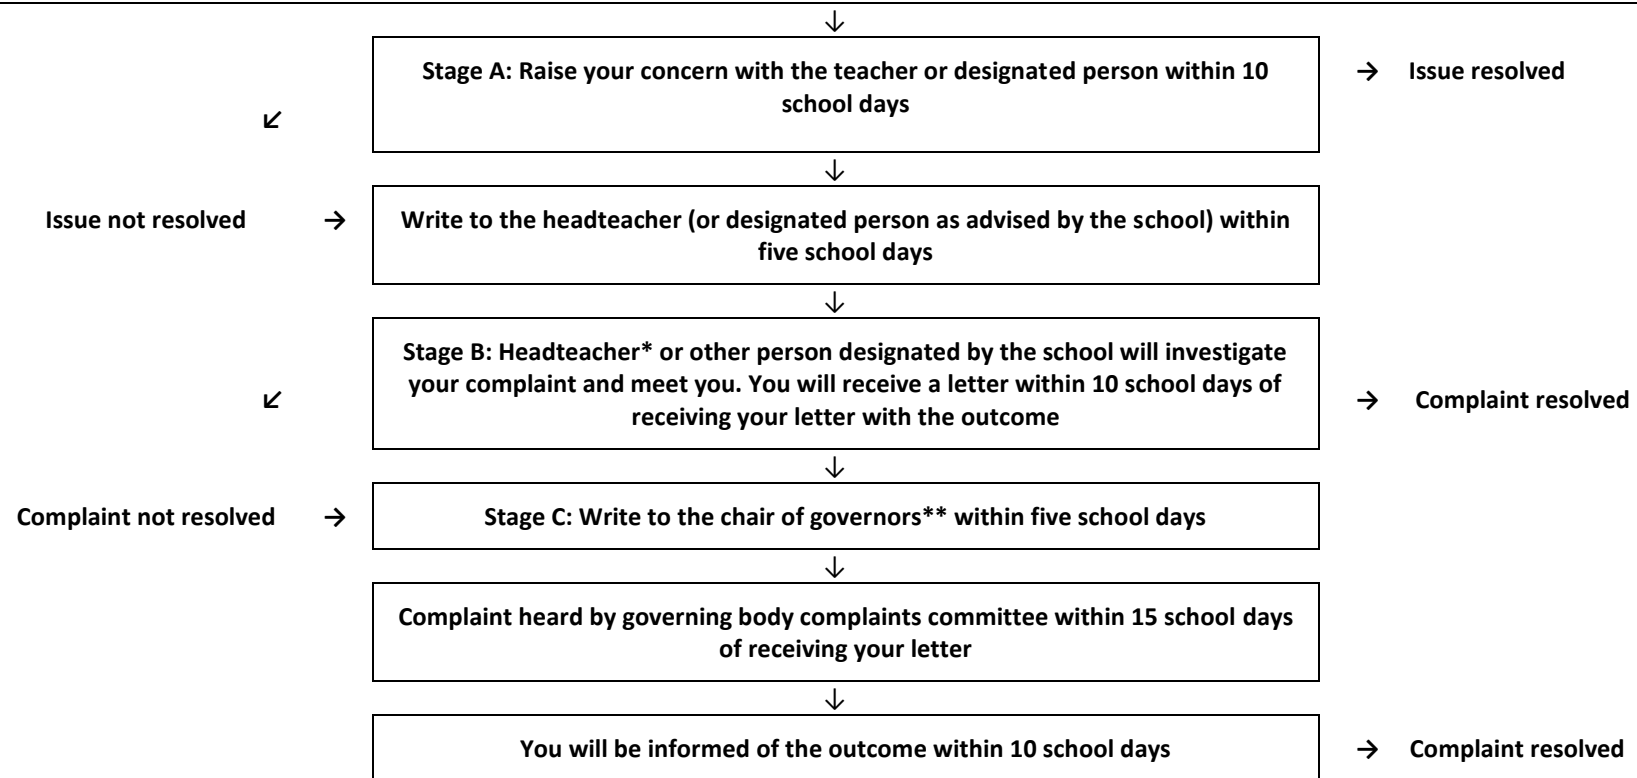 ↓
Stage A: Raise your concern with the teacher or designated person within 10
school days
→ Issue resolved
↙
↓
Issue not resolved →
Write to the headteacher (or designated person as advised by the school) within
five school days
↓
Stage B: Headteacher* or other person designated by the school will investigate
your complaint and meet you. You will receive a letter within 10 school days of
receiving your letter with the outcome
↙
→ Complaint resolved
↓
Complaint not resolved →
Stage C: Write to the chair of governors** within five school days
↓
Complaint heard by governing body complaints committee within 15 school days
of receiving your letter
↓
You will be informed of the outcome within 10 school days
→ Complaint resolved